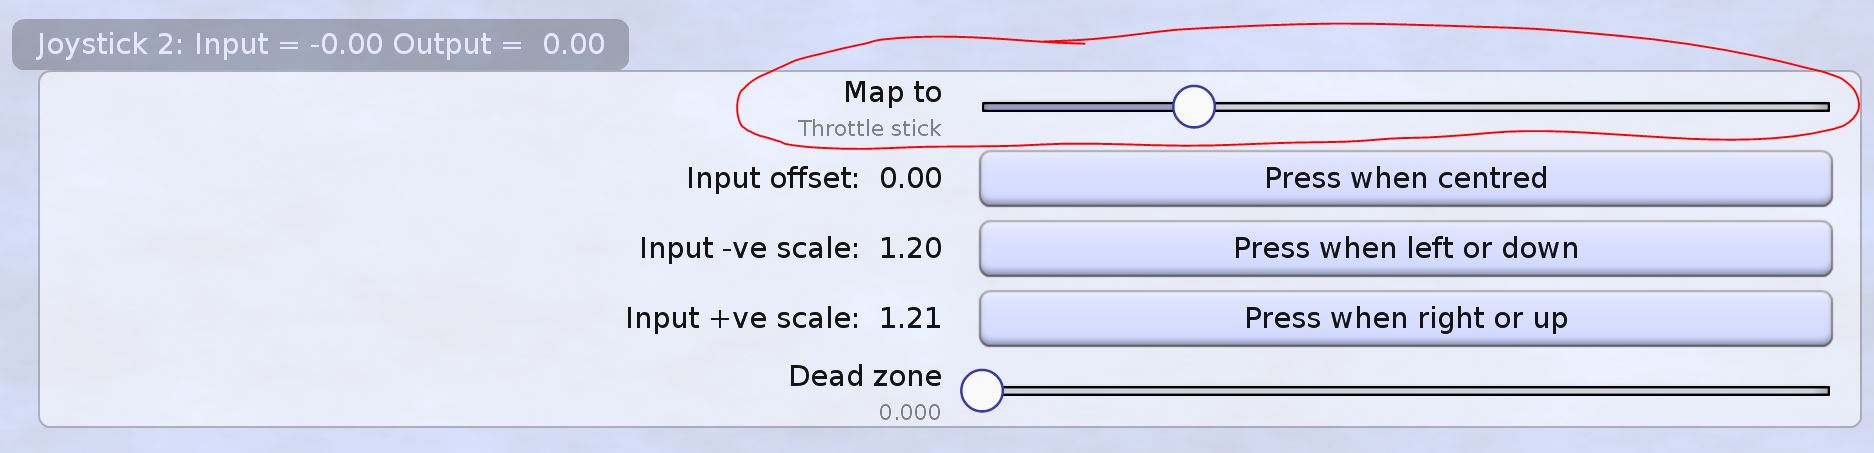 Joystick 2: Input = -0.00 Output =  0.00
Map to
Throttle stick
Input offset:  0.00 Press when centred
Input -ve scale:  1.20 Press when left or down
Input +ve scale:  1.21 Press when right or up
Dead zone
0.000